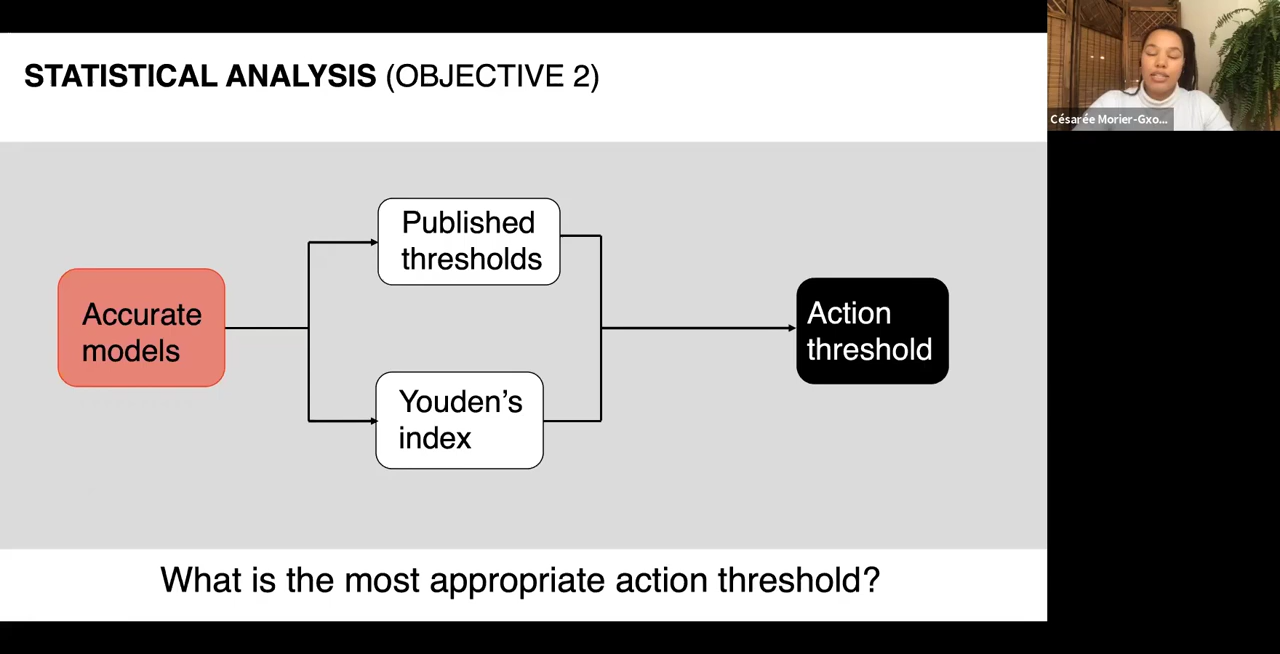 STATISTICAL ANALYSIS (OBJECTIVE 2)
Césarée Morier-Gxo...
Published
thresholds
Accurate
models
Action
threshold
Youden's
index
What is the most appropriate action threshold?